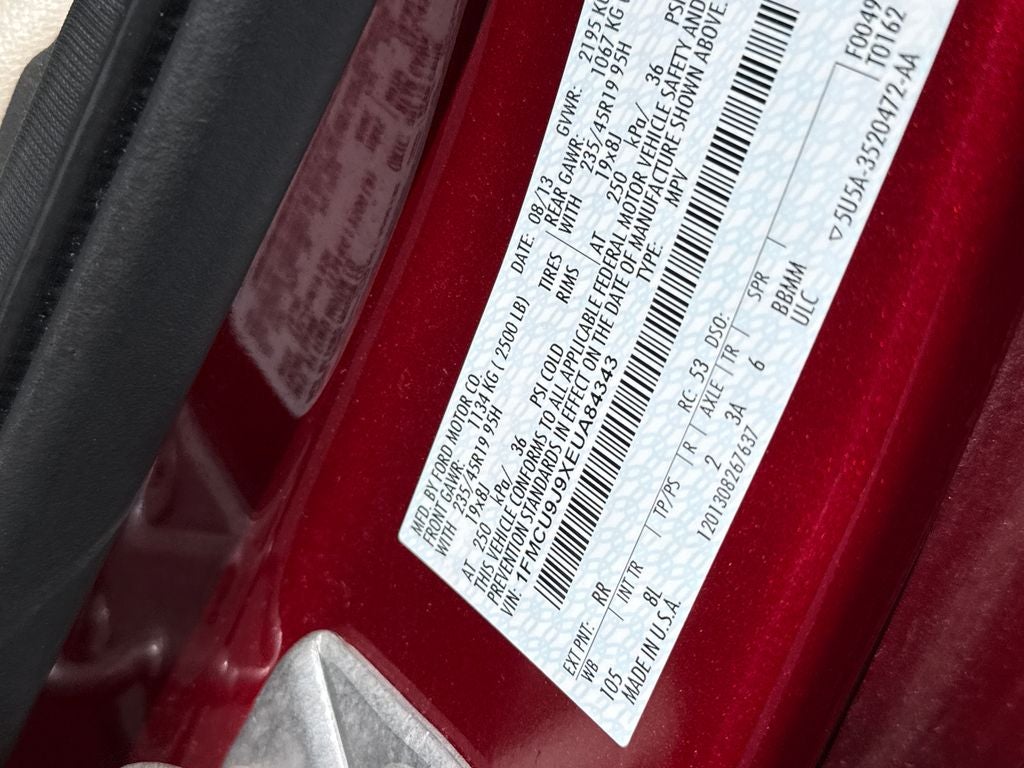 MFD. BY FORD MOTOR CO. DATE: 08/13 GVWR: 2195 KG
FRONT GAWR: 1134 KG ( 2500 LB) REAR GAWR: 1067 KG
WITH 235/45R19 95H TIRES WITH 235/45R19 95H
19x8J RIMS 19x8J
AT 250 kPa/ 36 PSI COLD AT 250 kPa/ 36 PSI
THIS VEHICLE CONFORMS TO ALL APPLICABLE FEDERAL MOTOR VEHICLE SAFETY AND
PREVENTION STANDARDS IN EFFECT ON THE DATE OF MANUFACTURE SHOWN ABOVE.
VIN: 1FMCU9J9XEUA84343 TYPE: MPV
EXT PNT: RR RC: 53 DSO: F0049
WB INT TR TP/PS R AXLE TR SPR T0162
105 8L 2 3A 6 BBMM
MADE IN U.S.A. ULC
1201308267637 ▽5U5A-35204​72-AA